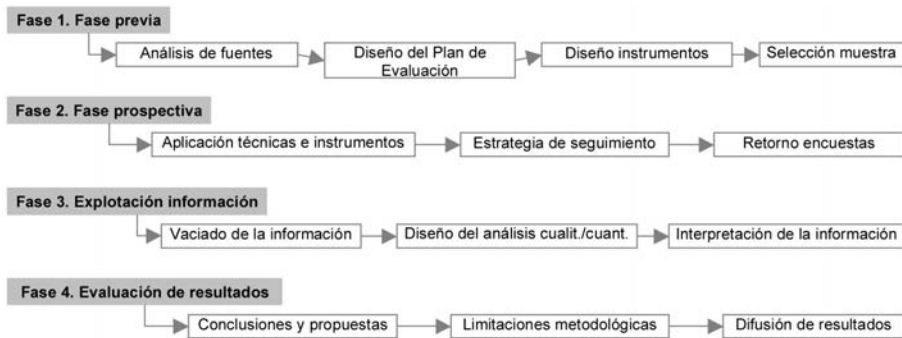 Fase 1. Fase previa
Análisis de fuentes
Diseño del Plan de
Evaluación
Diseño instrumentos
Selección muestra
Fase 2. Fase prospectiva
Aplicación técnicas e instrumentos
Estrategia de seguimiento
Retorno encuestas
Fase 3. Explotación información
Vaciado de la información
Diseño del análisis cualit./cuant.
Interpretación de la información
Fase 4. Evaluación de resultados
Conclusiones y propuestas
Limitaciones metodológicas
Difusión de resultados